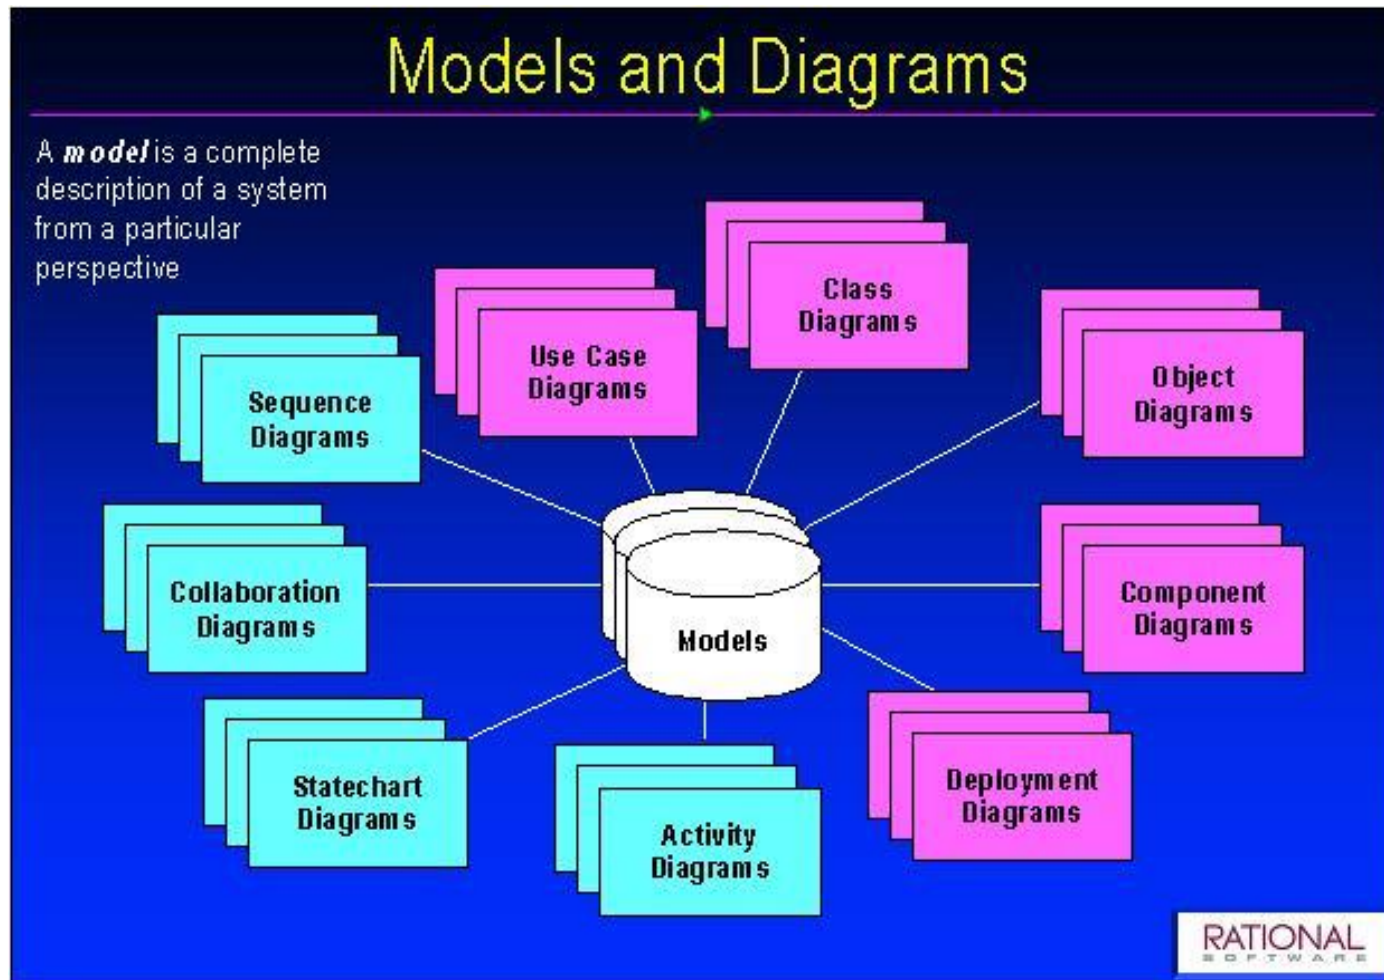 Models and Diagrams
A model is a complete
description of a system
from a particular
perspective
Class
Diagrams
Use Case
Diagrams
Object
Diagrams
Sequence
Diagrams
Collaboration
Diagrams
Component
Diagrams
Models
Statechart
Diagrams
Deployment
Diagrams
Activity
Diagrams
RATIONAL
SOFTWARE